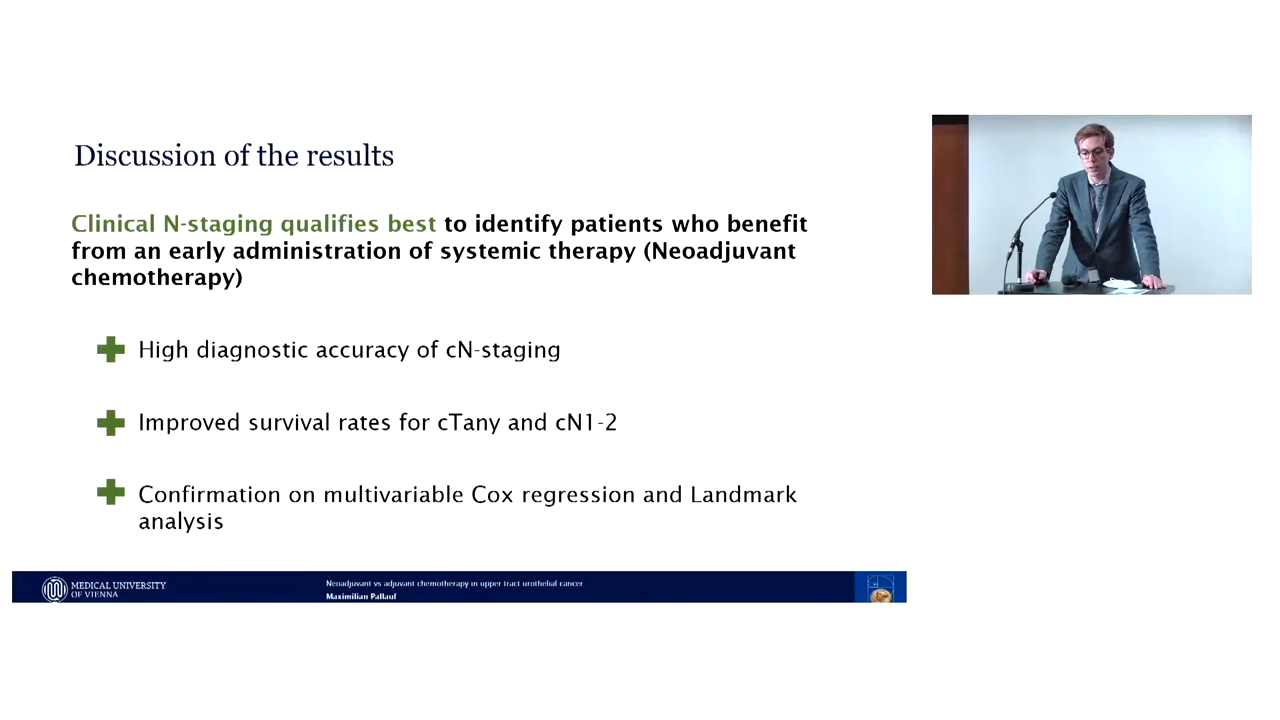 Discussion of the results
Clinical N-staging qualifies best to identify patients who benefit
from an early administration of systemic therapy (Neoadjuvant
chemotherapy)
High diagnostic accuracy of cN-staging
Improved survival rates for cTany and cN1-2
Confirmation on multivariable Cox regression and Landmark
analysis
MEDICAL UNIVERSITY
OF VIENNA
Neoadjuvant vs adjuvant chemotherapy in upper tract urothelial cancer
Maximilian Pallauf